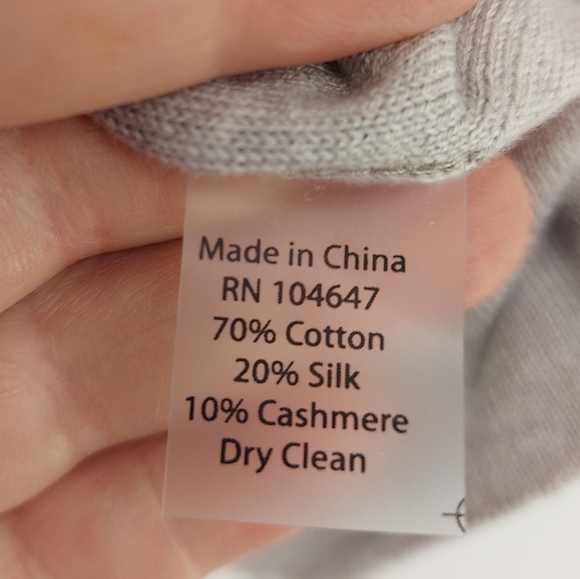 Made in China
RN 104647
70% Cotton
20% Silk
10% Cashmere
Dry Clean